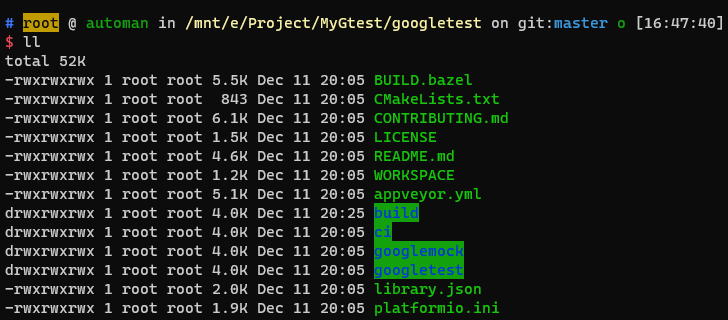 # root @ automan in /mnt/e/Project/MyGtest/googletest on git:master o [16:47:40]
$ ll
total 52K
-rwxrwxrwx 1 root root 5.5K Dec 11 20:05 BUILD.bazel
-rwxrwxrwx 1 root root  843 Dec 11 20:05 CMakeLists.txt
-rwxrwxrwx 1 root root 6.1K Dec 11 20:05 CONTRIBUTING.md
-rwxrwxrwx 1 root root 1.5K Dec 11 20:05 LICENSE
-rwxrwxrwx 1 root root 4.6K Dec 11 20:05 README.md
-rwxrwxrwx 1 root root 1.2K Dec 11 20:05 WORKSPACE
-rwxrwxrwx 1 root root 5.1K Dec 11 20:05 appveyor.yml
drwxrwxrwx 1 root root 4.0K Dec 11 20:25 build
drwxrwxrwx 1 root root 4.0K Dec 11 20:05 ci
drwxrwxrwx 1 root root 4.0K Dec 11 20:05 googlemock
drwxrwxrwx 1 root root 4.0K Dec 11 20:05 googletest
-rwxrwxrwx 1 root root 2.0K Dec 11 20:05 library.json
-rwxrwxrwx 1 root root 1.9K Dec 11 20:05 platformio.ini